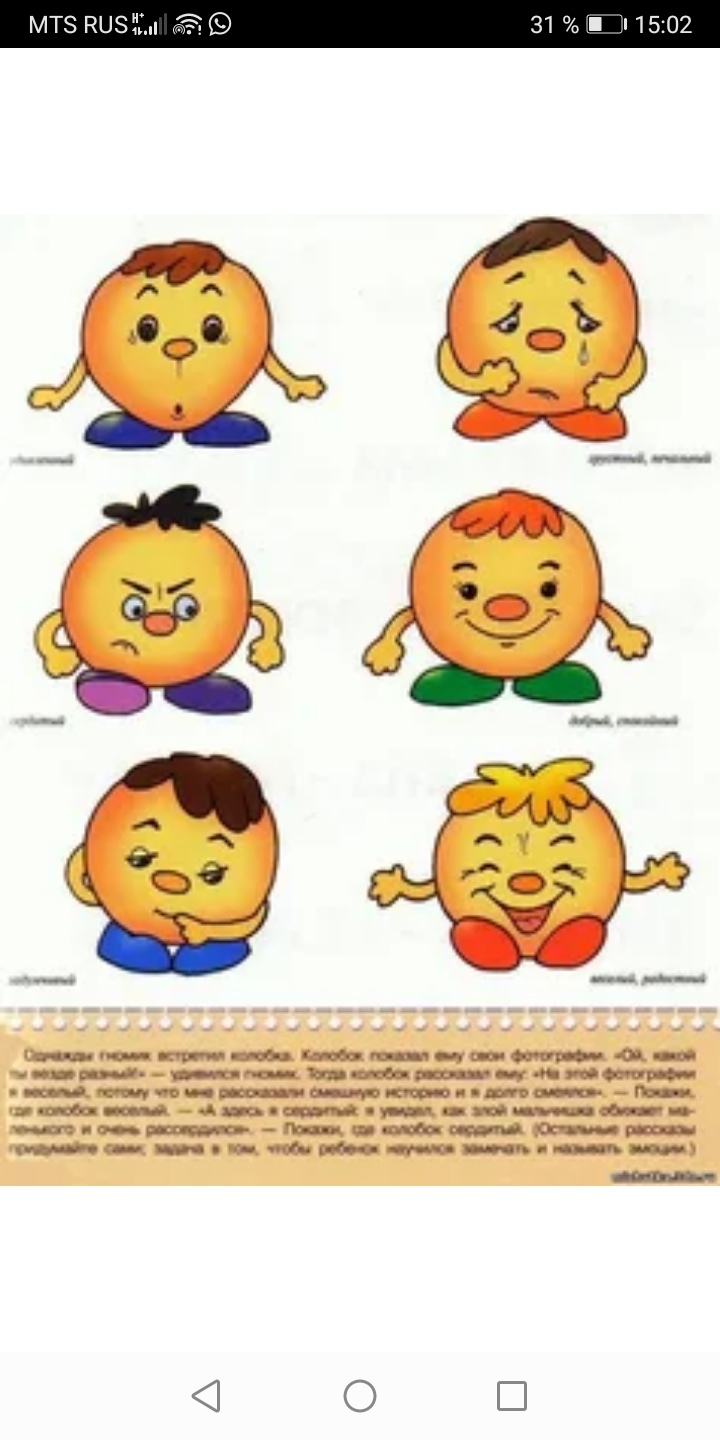 MTS RUS 31 % 15:02
грустный, печальный
сердитый
добрый, спокойный
задумчивый
веселый, радостный
Однажды гномик встретил колобка. Колобок показал ему свои фотографии. «Ой, какой
ты везде разный!» — удивился гномик. Тогда колобок рассказал ему: «На этой фотографии
я веселый, потому что мне рассказали смешную историю и я долго смеялся». — Покажи,
где колобок веселый. — «А здесь я сердитый: я увидел, как злой мальчишка обижает ма-
ленького и очень рассердился». — Покажи, где колобок сердитый. (Остальные рассказы
придумайте сами; задача в том, чтобы ребенок научился замечать и называть эмоции.)